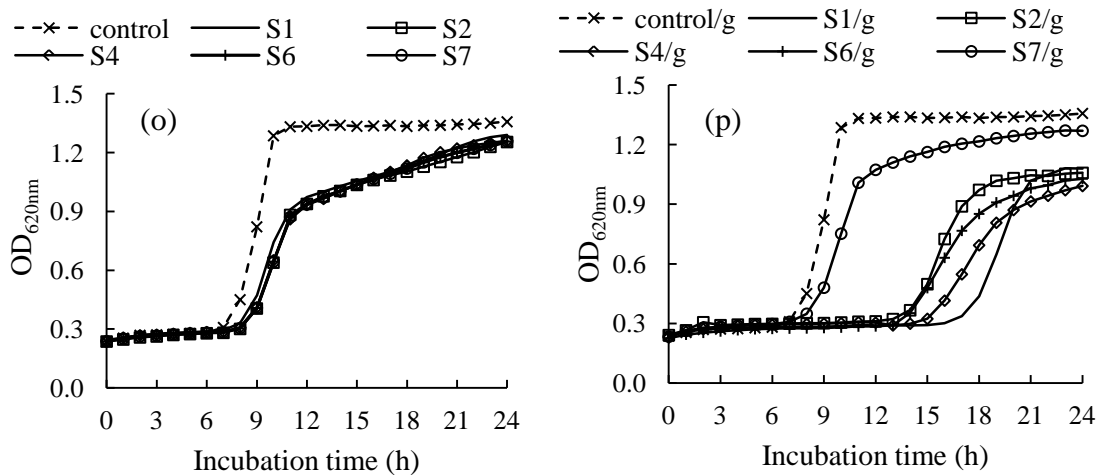 control S1 S2
S4 S6 S7
(o)
OD620nm
1.5
1.2
0.9
0.6
0.3
0.0
0 3 6 9 12 15 18 21 24
Incubation time (h)
control/g S1/g S2/g
S4/g S6/g S7/g
(p)
OD620nm
1.5
1.2
0.9
0.6
0.3
0.0
0 3 6 9 12 15 18 21 24
Incubation time (h)